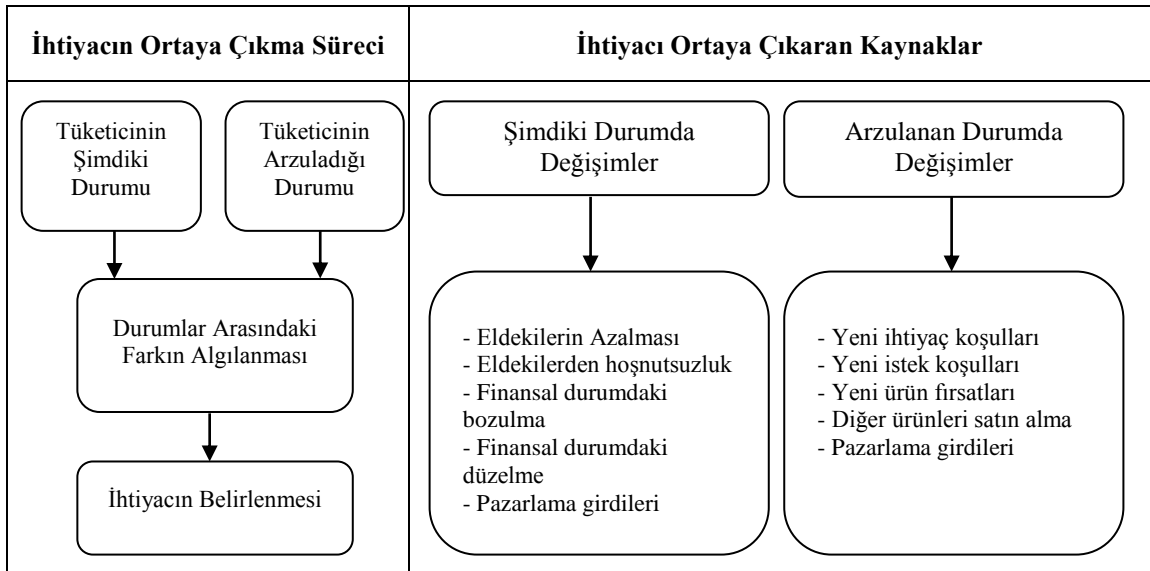 İhtiyacın Ortaya Çıkma Süreci
İhtiyacı Ortaya Çıkaran Kaynaklar
Tüketicinin
Şimdiki
Durumu
Tüketicinin
Arzuladığı
Durumu
Durumlar Arasındaki
Farkın Algılanması
İhtiyacın Belirlenmesi
Şimdiki Durumda
Değişimler
- Eldekilerin Azalması
- Eldekilerden hoşnutsuzluk
- Finansal durumdaki
bozulma
- Finansal durumdaki
düzelme
- Pazarlama girdileri
Arzulanan Durumda
Değişimler
- Yeni ihtiyaç koşulları
- Yeni istek koşulları
- Yeni ürün fırsatları
- Diğer ürünleri satın alma
- Pazarlama girdileri